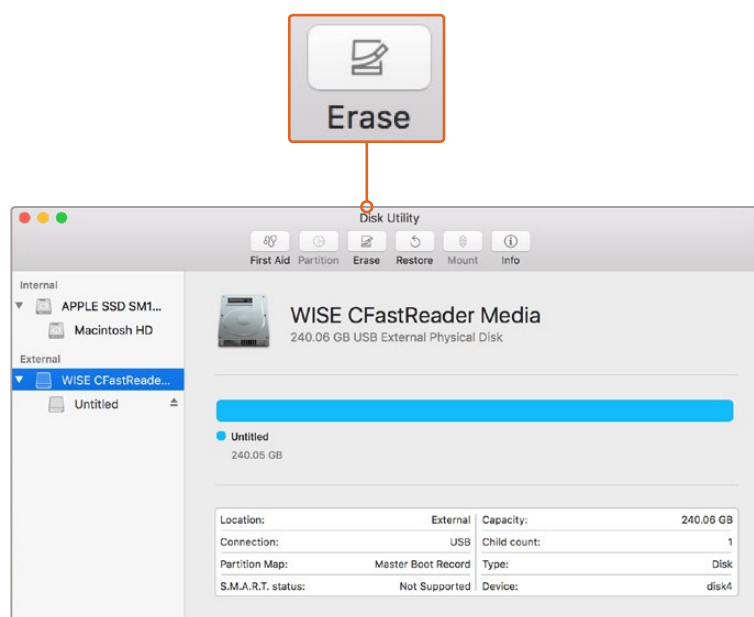 Erase
Disk Utility
First Aid Partition Erase Restore Mount Info
Internal
APPLE SSD SM1...
Macintosh HD
External
WISE CFastReade...
Untitled
WISE CFastReader Media
240.06 GB USB External Physical Disk
Untitled
240.05 GB
Location: External Capacity: 240.06 GB
Connection: USB Child count: 1
Partition Map: Master Boot Record Type: Disk
S.M.A.R.T. status: Not Supported Device: disk4